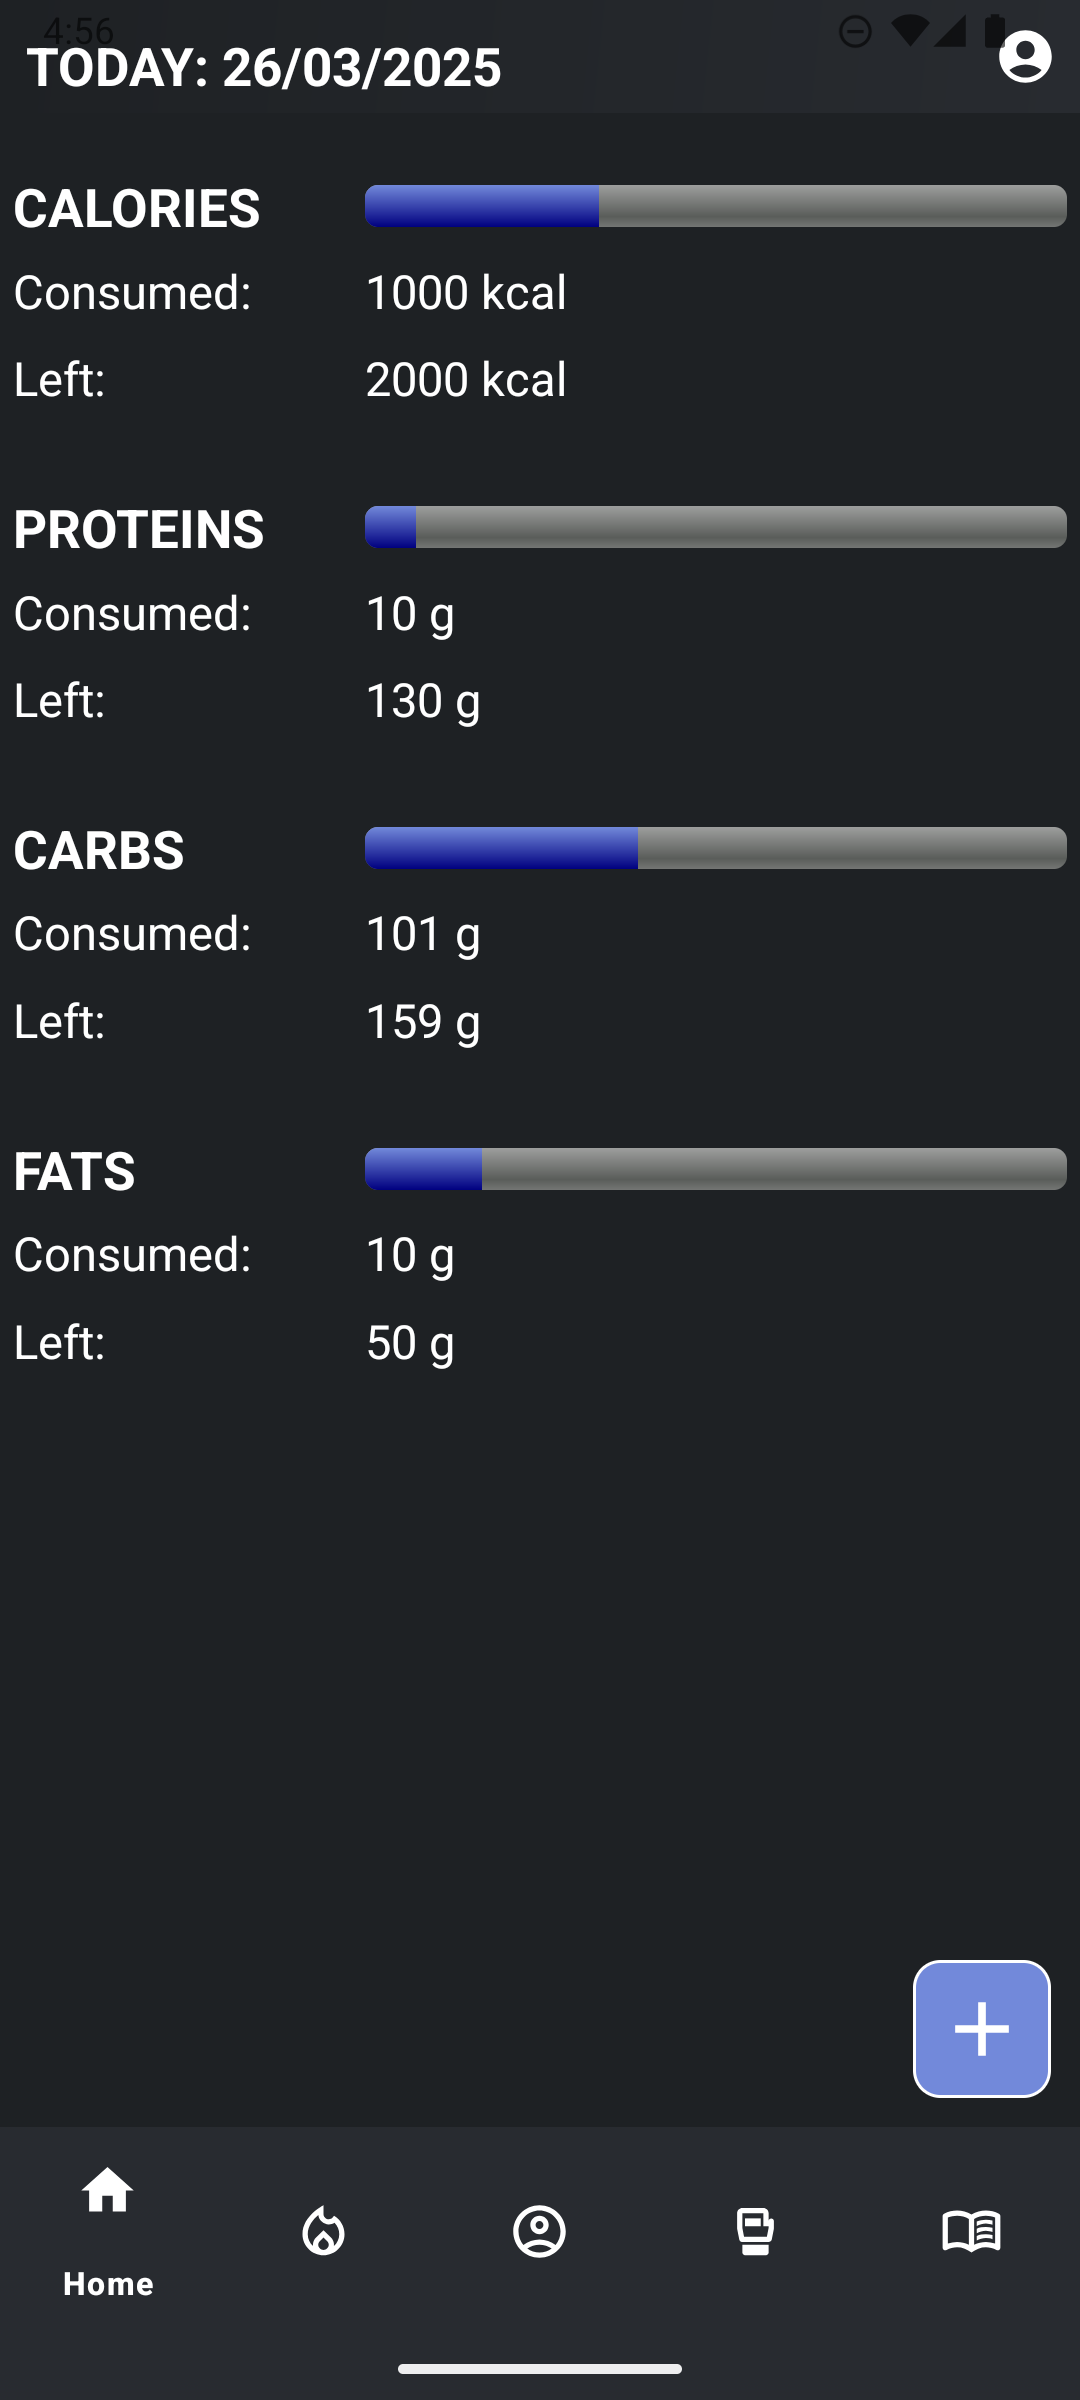 4:56
TODAY: 26/03/2025
CALORIES
Consumed: 1000 kcal
Left: 2000 kcal
PROTEINS
Consumed: 10 g
Left: 130 g
CARBS
Consumed: 101 g
Left: 159 g
FATS
Consumed: 10 g
Left: 50 g
Home